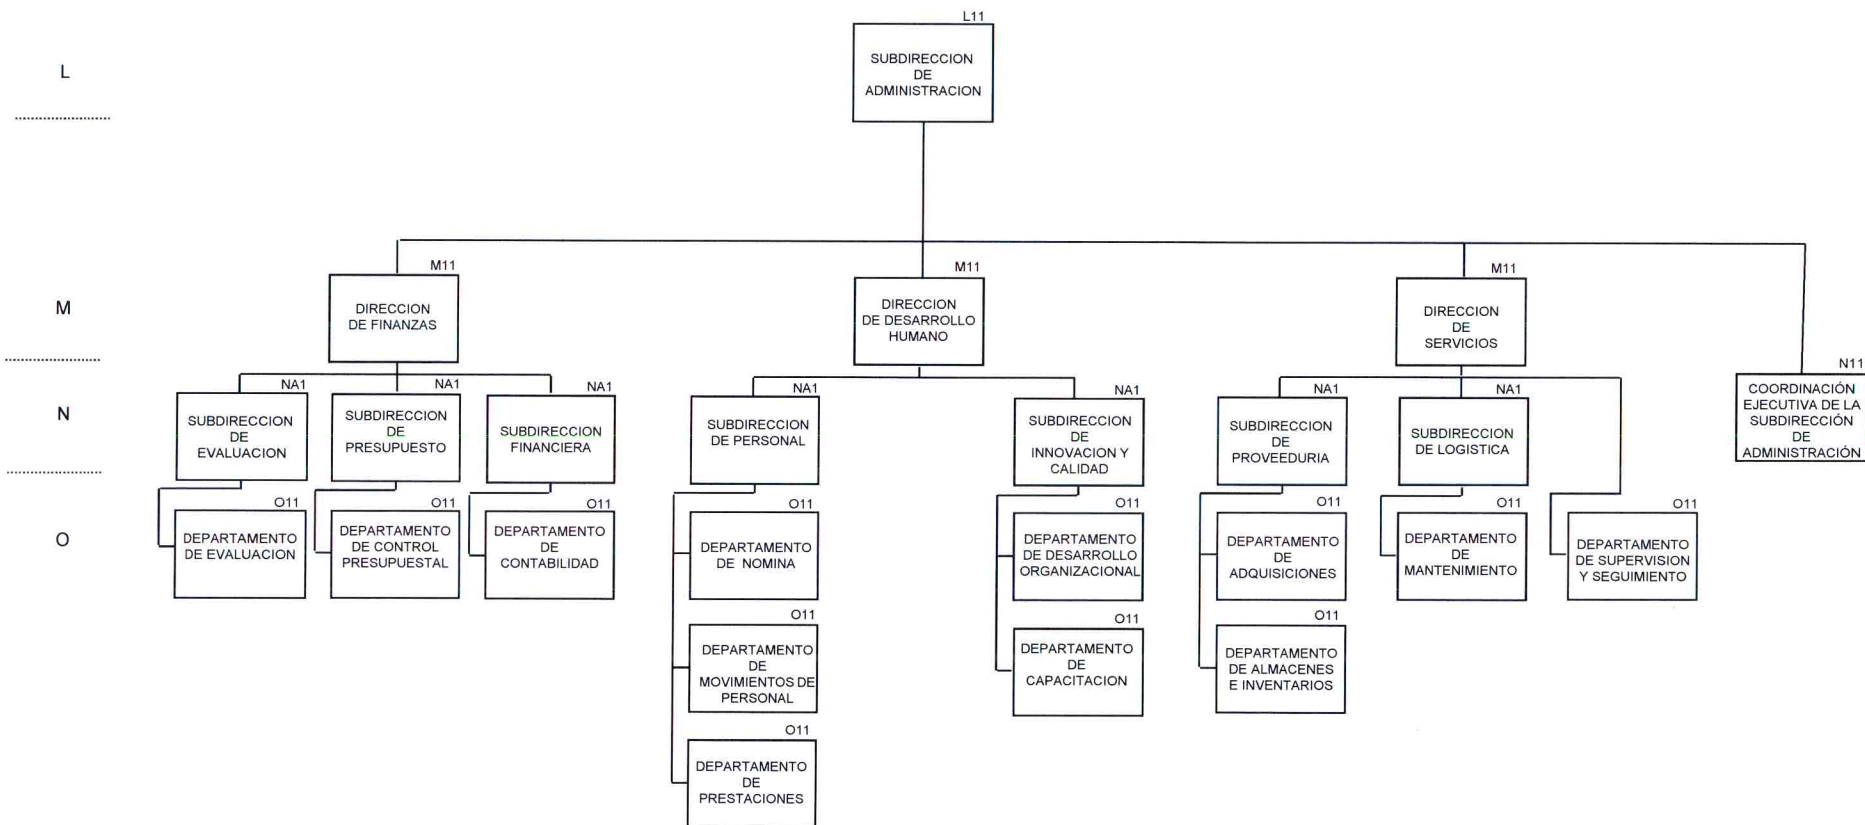 L11
SUBDIRECCION
DE
ADMINISTRACION
L
M11
DIRECCION
DE FINANZAS
M11
DIRECCION
DE DESARROLLO
HUMANO
M11
DIRECCION
DE
SERVICIOS
M
N11
COORDINACIÓN
EJECUTIVA DE LA
SUBDIRECCIÓN
DE
ADMINISTRACIÓN
N
NA1
SUBDIRECCION
DE
EVALUACION
NA1
SUBDIRECCION
DE
PRESUPUESTO
NA1
SUBDIRECCION
FINANCIERA
NA1
SUBDIRECCION
DE PERSONAL
NA1
SUBDIRECCION
DE
INNOVACION Y
CALIDAD
NA1
SUBDIRECCION
DE
PROVEEDURIA
NA1
SUBDIRECCION
DE LOGISTICA
O
O11
DEPARTAMENTO
DE EVALUACION
O11
DEPARTAMENTO
DE CONTROL
PRESUPUESTAL
O11
DEPARTAMENTO
DE
CONTABILIDAD
O11
DEPARTAMENTO
DE NOMINA
O11
DEPARTAMENTO
DE DESARROLLO
ORGANIZACIONAL
O11
DEPARTAMENTO
DE
ADQUISICIONES
O11
DEPARTAMENTO
DE
MANTENIMIENTO
O11
DEPARTAMENTO
DE SUPERVISION
Y SEGUIMIENTO
O11
DEPARTAMENTO
DE
MOVIMIENTOS DE
PERSONAL
O11
DEPARTAMENTO
DE
CAPACITACION
O11
DEPARTAMENTO
DE ALMACENES
E INVENTARIOS
O11
DEPARTAMENTO
DE
PRESTACIONES